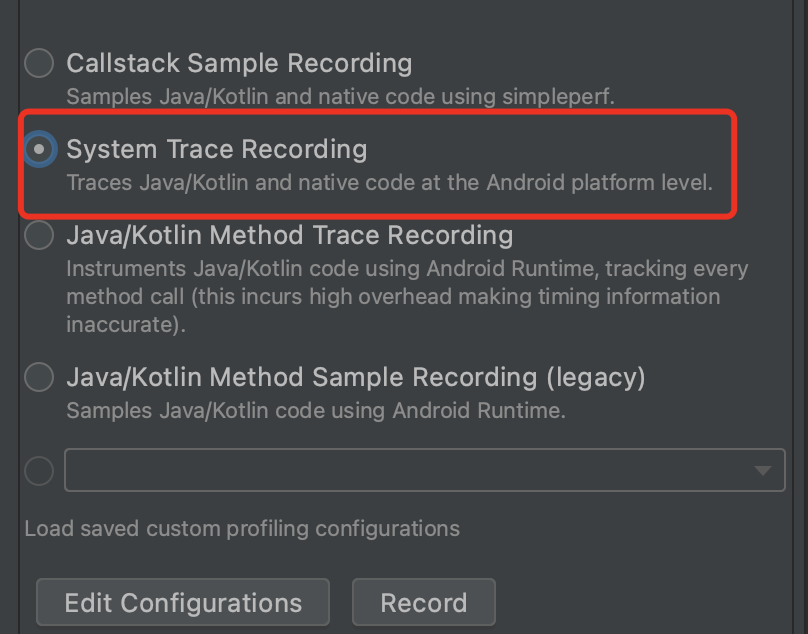 Callstack Sample Recording
Samples Java/Kotlin and native code using simpleperf.
System Trace Recording
Traces Java/Kotlin and native code at the Android platform level.
Java/Kotlin Method Trace Recording
Instruments Java/Kotlin code using Android Runtime, tracking every
method call (this incurs high overhead making timing information
inaccurate).
Java/Kotlin Method Sample Recording (legacy)
Samples Java/Kotlin code using Android Runtime.
Load saved custom profiling configurations
Edit Configurations
Record